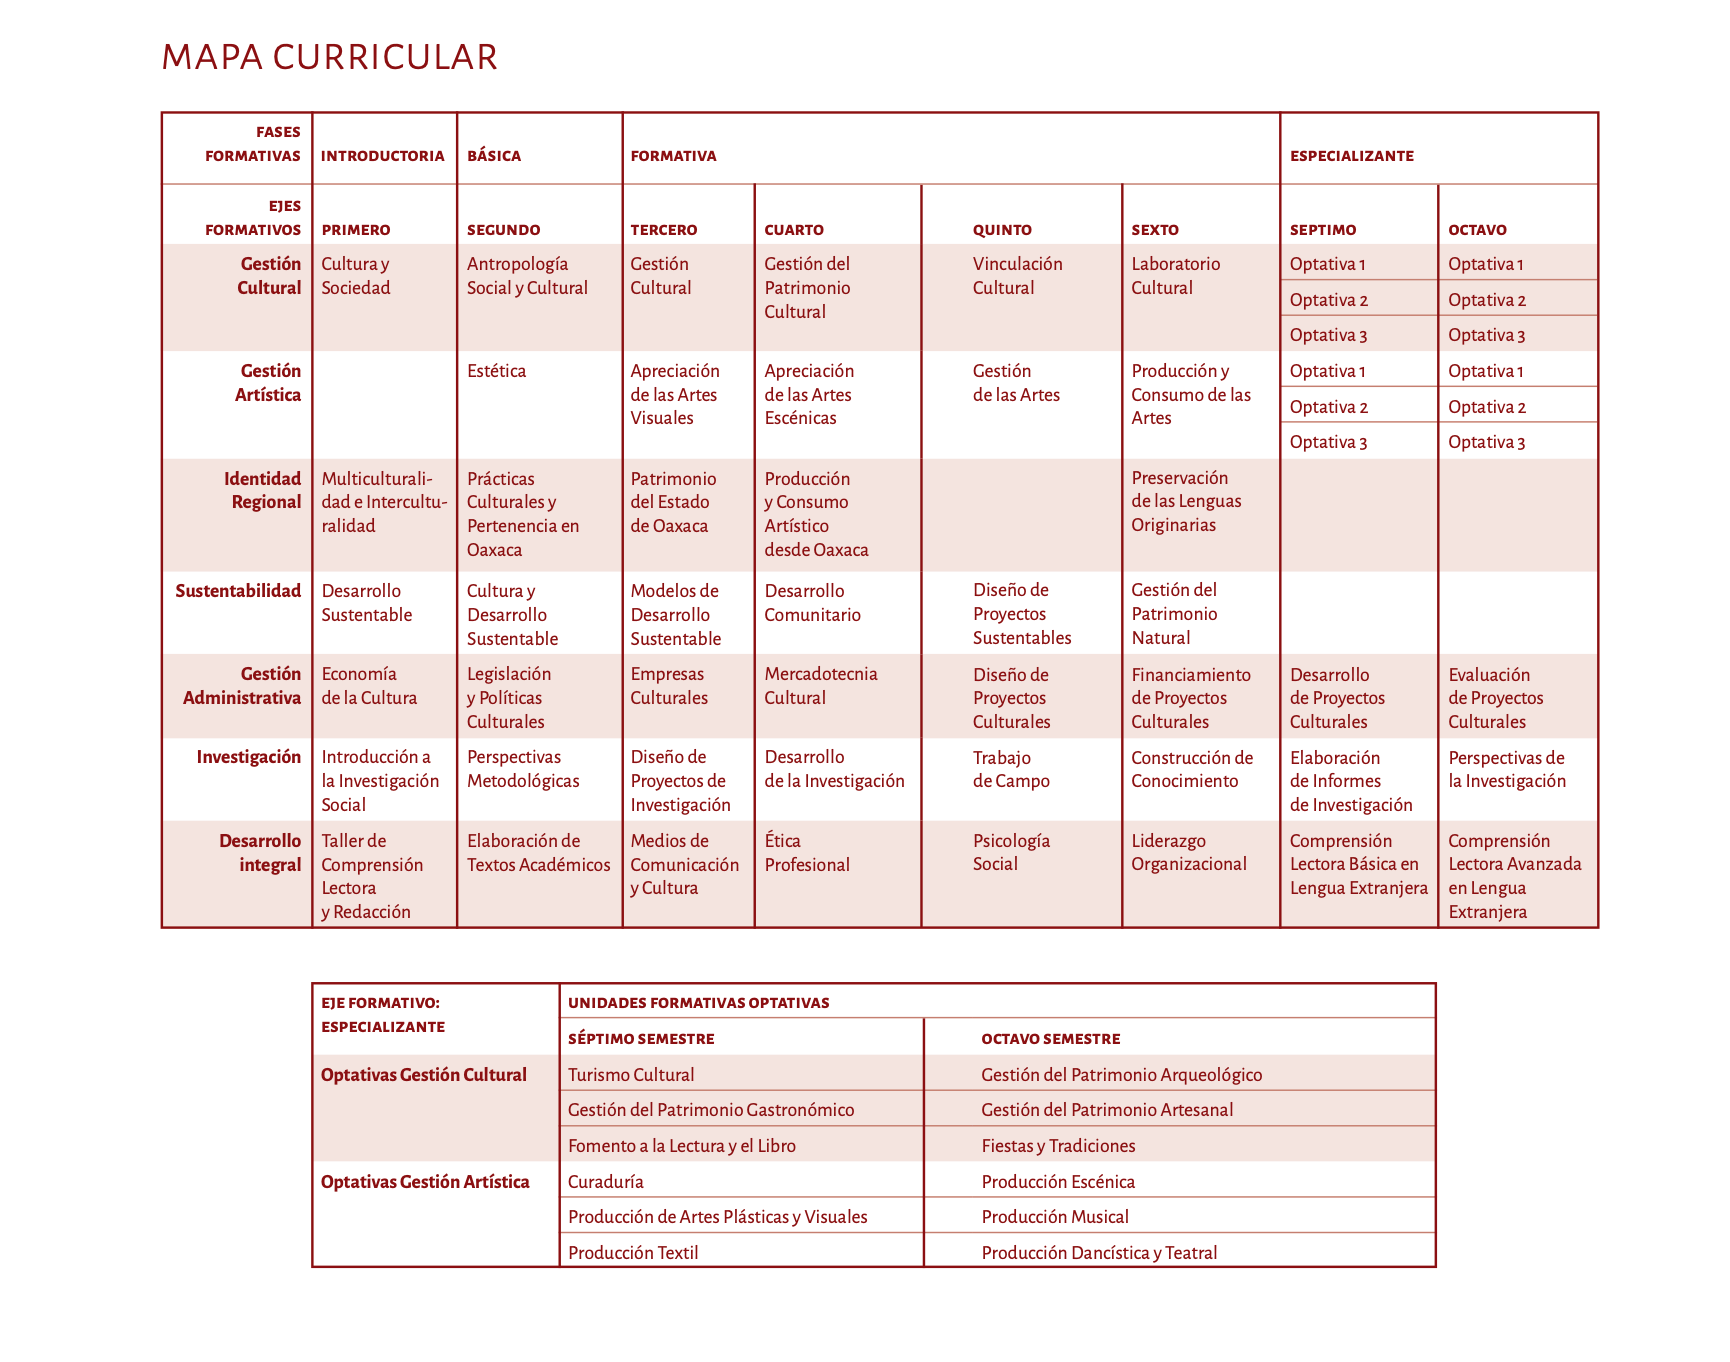 MAPA CURRICULAR
FASES
FORMATIVAS
INTRODUCTORIA
BÁSICA
FORMATIVA
ESPECIALIZANTE
EJES
FORMATIVOS
PRIMERO
SEGUNDO
TERCERO
CUARTO
QUINTO
SEXTO
SEPTIMO
OCTAVO
Gestión
Cultural
Cultura y
Sociedad
Antropología
Social y Cultural
Gestión
Cultural
Gestión del
Patrimonio
Cultural
Vinculación
Cultural
Laboratorio
Cultural
Optativa 1
Optativa 2
Optativa 3
Optativa 1
Optativa 2
Optativa 3
Gestión
Artística
Estética
Apreciación
de las Artes
Visuales
Apreciación
de las Artes
Escénicas
Gestión
de las Artes
Producción y
Consumo de las
Artes
Optativa 1
Optativa 2
Optativa 3
Optativa 1
Optativa 2
Optativa 3
Identidad
Regional
Multiculturali-
dad e Intercultu-
ralidad
Prácticas
Culturales y
Pertenencia en
Oaxaca
Patrimonio
del Estado
de Oaxaca
Producción
y Consumo
Artístico
desde Oaxaca
Preservación
de las Lenguas
Originarias
Sustentabilidad
Desarrollo
Sustentable
Cultura y
Desarrollo
Sustentable
Modelos de
Desarrollo
Sustentable
Desarrollo
Comunitario
Diseño de
Proyectos
Sustentables
Gestión del
Patrimonio
Natural
Gestión
Administrativa
Economía
de la Cultura
Legislación
y Políticas
Culturales
Empresas
Culturales
Mercadotecnia
Cultural
Diseño de
Proyectos
Culturales
Financiamiento
de Proyectos
Culturales
Desarrollo
de Proyectos
Culturales
Evaluación
de Proyectos
Culturales
Investigación
Introducción a
la Investigación
Social
Perspectivas
Metodológicas
Diseño de
Proyectos de
Investigación
Desarrollo
de la Investigación
Trabajo
de Campo
Construcción de
Conocimiento
Elaboración
de Informes
de Investigación
Perspectivas de
la Investigación
Desarrollo
integral
Taller de
Comprensión
Lectora
y Redacción
Elaboración de
Textos Académicos
Medios de
Comunicación
y Cultura
Ética
Profesional
Psicología
Social
Liderazgo
Organizacional
Comprensión
Lectora Básica en
Lengua Extranjera
Comprensión
Lectora Avanzada
en Lengua
Extranjera
EJE FORMATIVO:
ESPECIALIZANTE
UNIDADES FORMATIVAS OPTATIVAS
SÉPTIMO SEMESTRE
OCTAVO SEMESTRE
Optativas Gestión Cultural
Turismo Cultural
Gestión del Patrimonio Arqueológico
Gestión del Patrimonio Gastronómico
Gestión del Patrimonio Artesanal
Fomento a la Lectura y el Libro
Fiestas y Tradiciones
Optativas Gestión Artística
Curaduría
Producción Escénica
Producción de Artes Plásticas y Visuales
Producción Musical
Producción Textil
Producción Dancística y Teatral